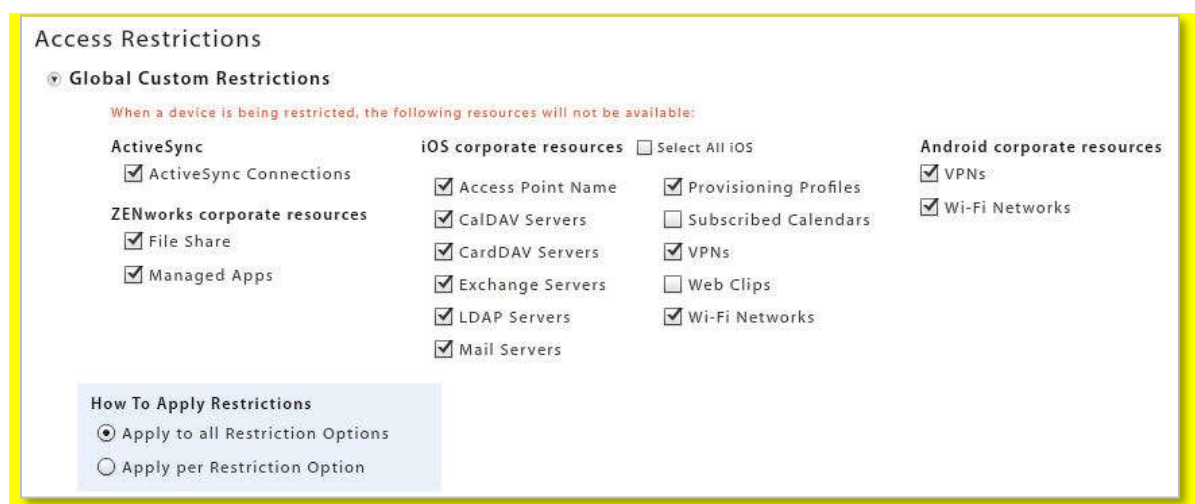 Access Restrictions
Global Custom Restrictions
When a device is being restricted, the following resources will not be available:
ActiveSync
ActiveSync Connections
ZENworks corporate resources
File Share
Managed Apps
iOS corporate resources
Select All iOS
Access Point Name
CalDAV Servers
CardDAV Servers
Exchange Servers
LDAP Servers
Mail Servers
Provisioning Profiles
Subscribed Calendars
VPNs
Web Clips
Wi-Fi Networks
Android corporate resources
VPNs
Wi-Fi Networks
How To Apply Restrictions
Apply to all Restriction Options
Apply per Restriction Option